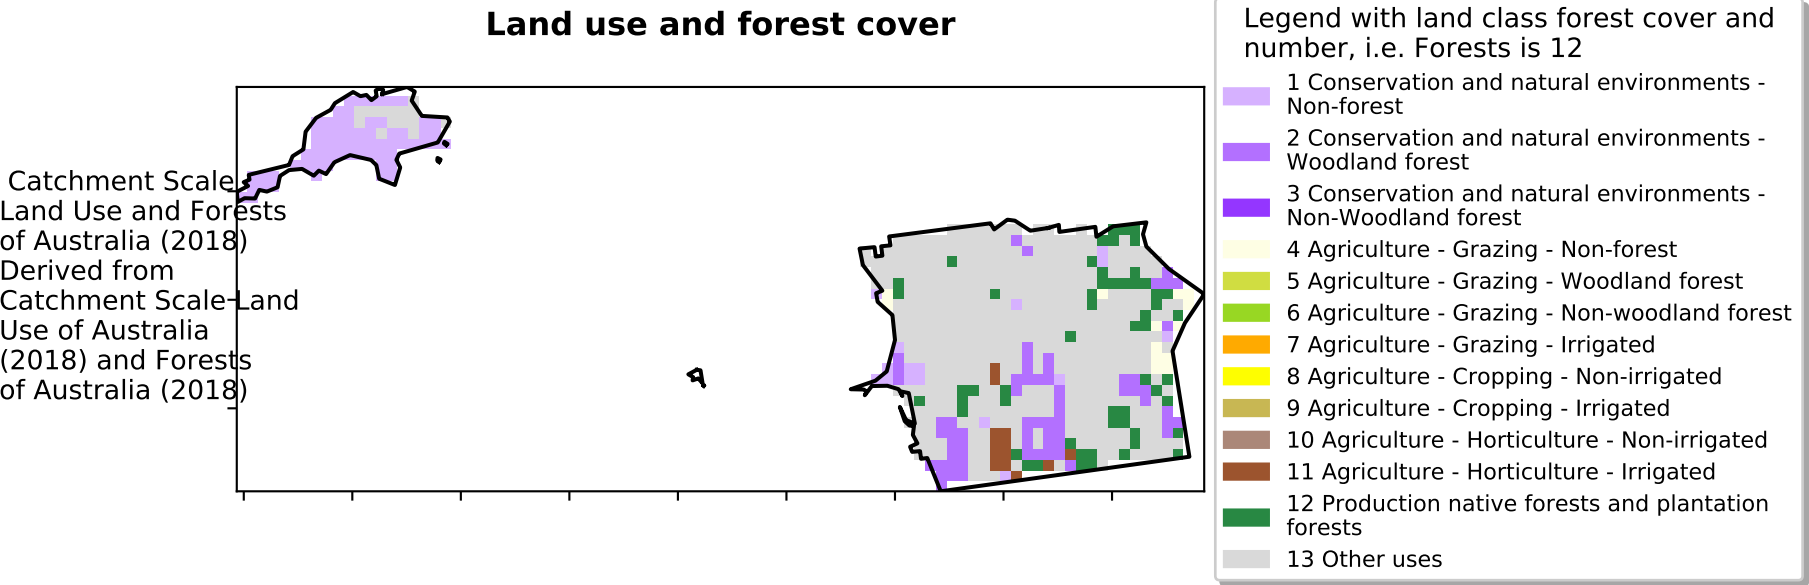 Land use and forest cover
Catchment Scale
Land Use and Forests
of Australia (2018)
Derived from
Catchment Scale Land
Use of Australia
(2018) and Forests
of Australia (2018)
Legend with land class forest cover and
number, i.e. Forests is 12
1 Conservation and natural environments -
Non-forest
2 Conservation and natural environments -
Woodland forest
3 Conservation and natural environments -
Non-Woodland forest
4 Agriculture - Grazing - Non-forest
5 Agriculture - Grazing - Woodland forest
6 Agriculture - Grazing - Non-woodland forest
7 Agriculture - Grazing - Irrigated
8 Agriculture - Cropping - Non-irrigated
9 Agriculture - Cropping - Irrigated
10 Agriculture - Horticulture - Non-irrigated
11 Agriculture - Horticulture - Irrigated
12 Production native forests and plantation
forests
13 Other uses